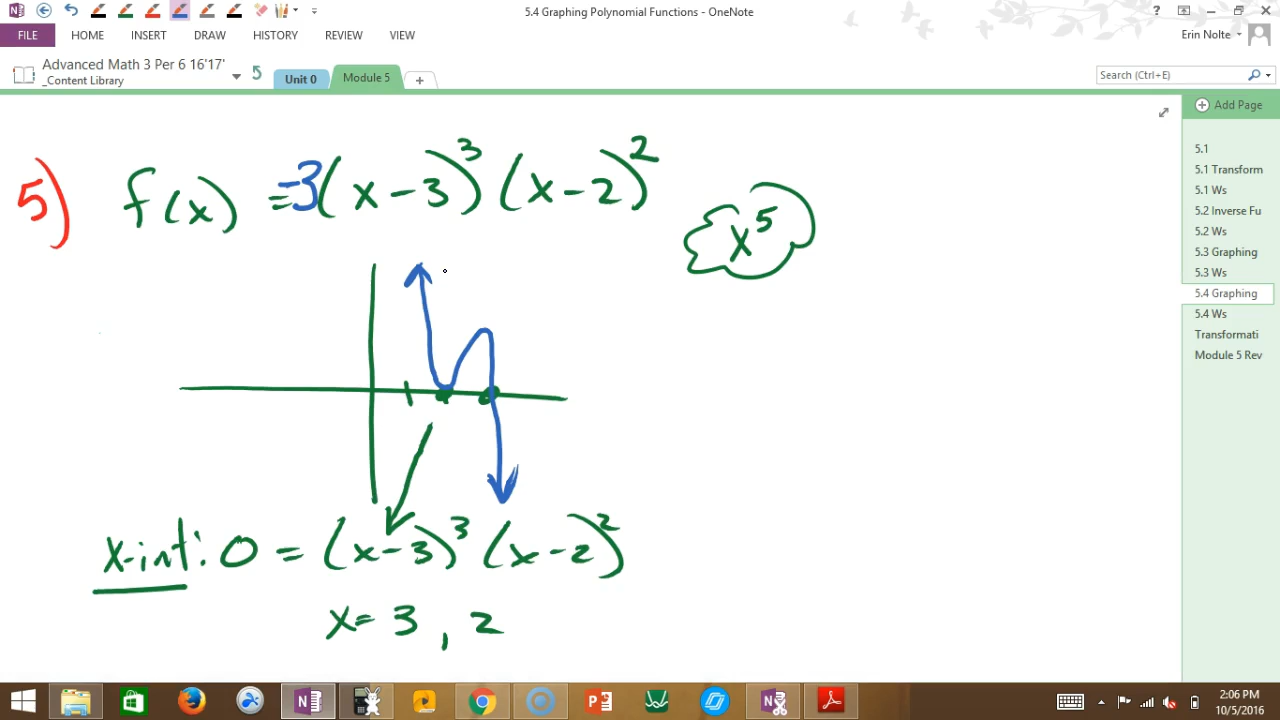 5.4 Graphing Polynomial Functions - OneNote
FILE HOME INSERT DRAW HISTORY REVIEW VIEW
Erin Nolte
Advanced Math 3 Per 6 16'17'
_Content Library
Unit 0
Module 5
Search (Ctrl+E)
Add Page
5.1
5.1 Transform
5.1 Ws
5.2 Inverse Fu
5.2 Ws
5.3 Graphing
5.3 Ws
5.4 Graphing
5.4 Ws
Transformati
Module 5 Rev
5) f(x) = -3(x-3)³(x-2)²
x⁵
x-int: 0 = (x-3)³(x-2)²
x= 3, 2
2:06 PM
10/5/2016